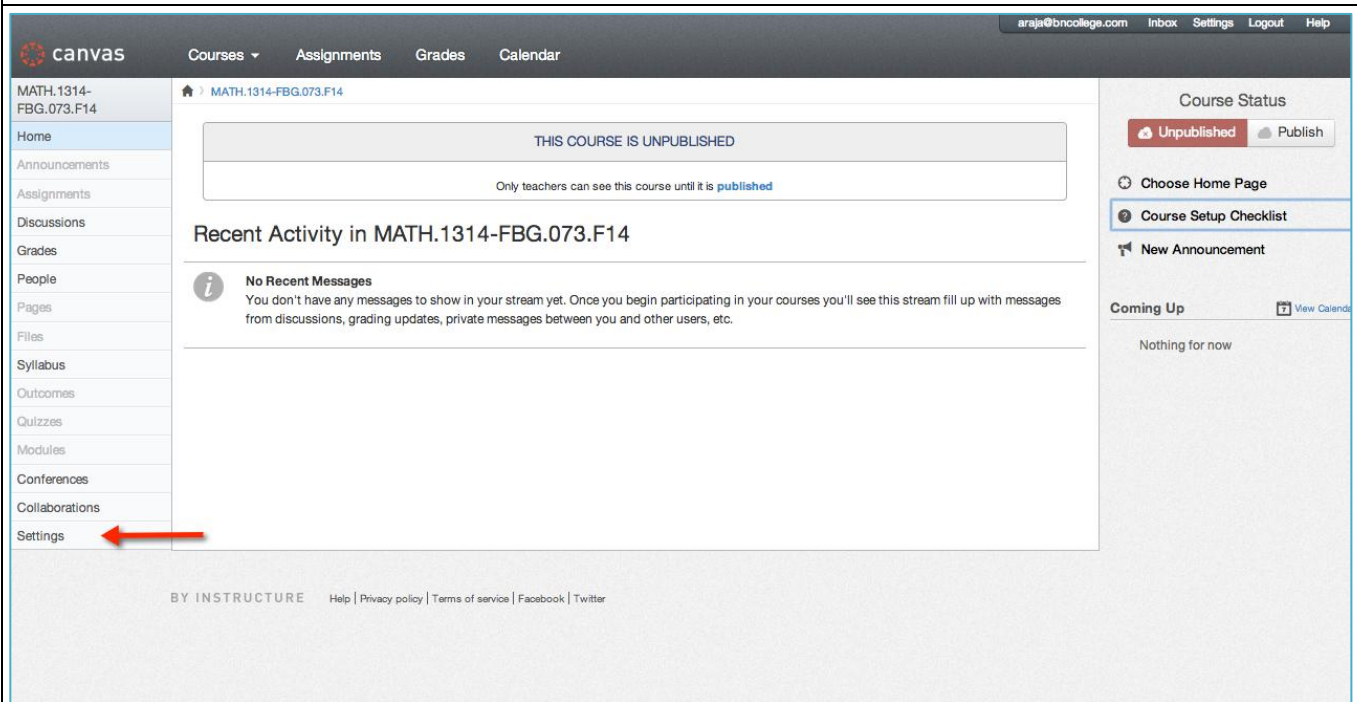 araja@bncollege.com Inbox Settings Logout Help
canvas Courses Assignments Grades Calendar
MATH.1314-
FBG.073.F14
Home
Announcements
Assignments
Discussions
Grades
People
Pages
Files
Syllabus
Outcomes
Quizzes
Modules
Conferences
Collaborations
Settings
MATH.1314-FBG.073.F14
THIS COURSE IS UNPUBLISHED
Only teachers can see this course until it is published
Recent Activity in MATH.1314-FBG.073.F14
i
No Recent Messages
You don't have any messages to show in your stream yet. Once you begin participating in your courses you'll see this stream fill up with messages
from discussions, grading updates, private messages between you and other users, etc.
Course Status
Unpublished Publish
Choose Home Page
? Course Setup Checklist
New Announcement
Coming Up 7 View Calenda
Nothing for now
BY INSTRUCTURE Help | Privacy policy | Terms of service | Facebook | Twitter